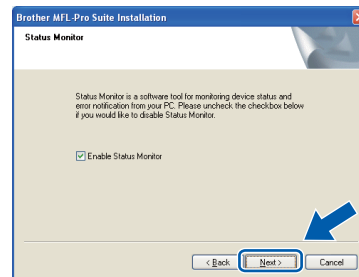 Brother MFL-Pro Suite Installation
Status Monitor
Status Monitor is a software tool for monitoring device status and
error notification from your PC. Please uncheck the checkbox below
if you would like to disable Status Monitor.
Enable Status Monitor
< Back
Next >
Cancel